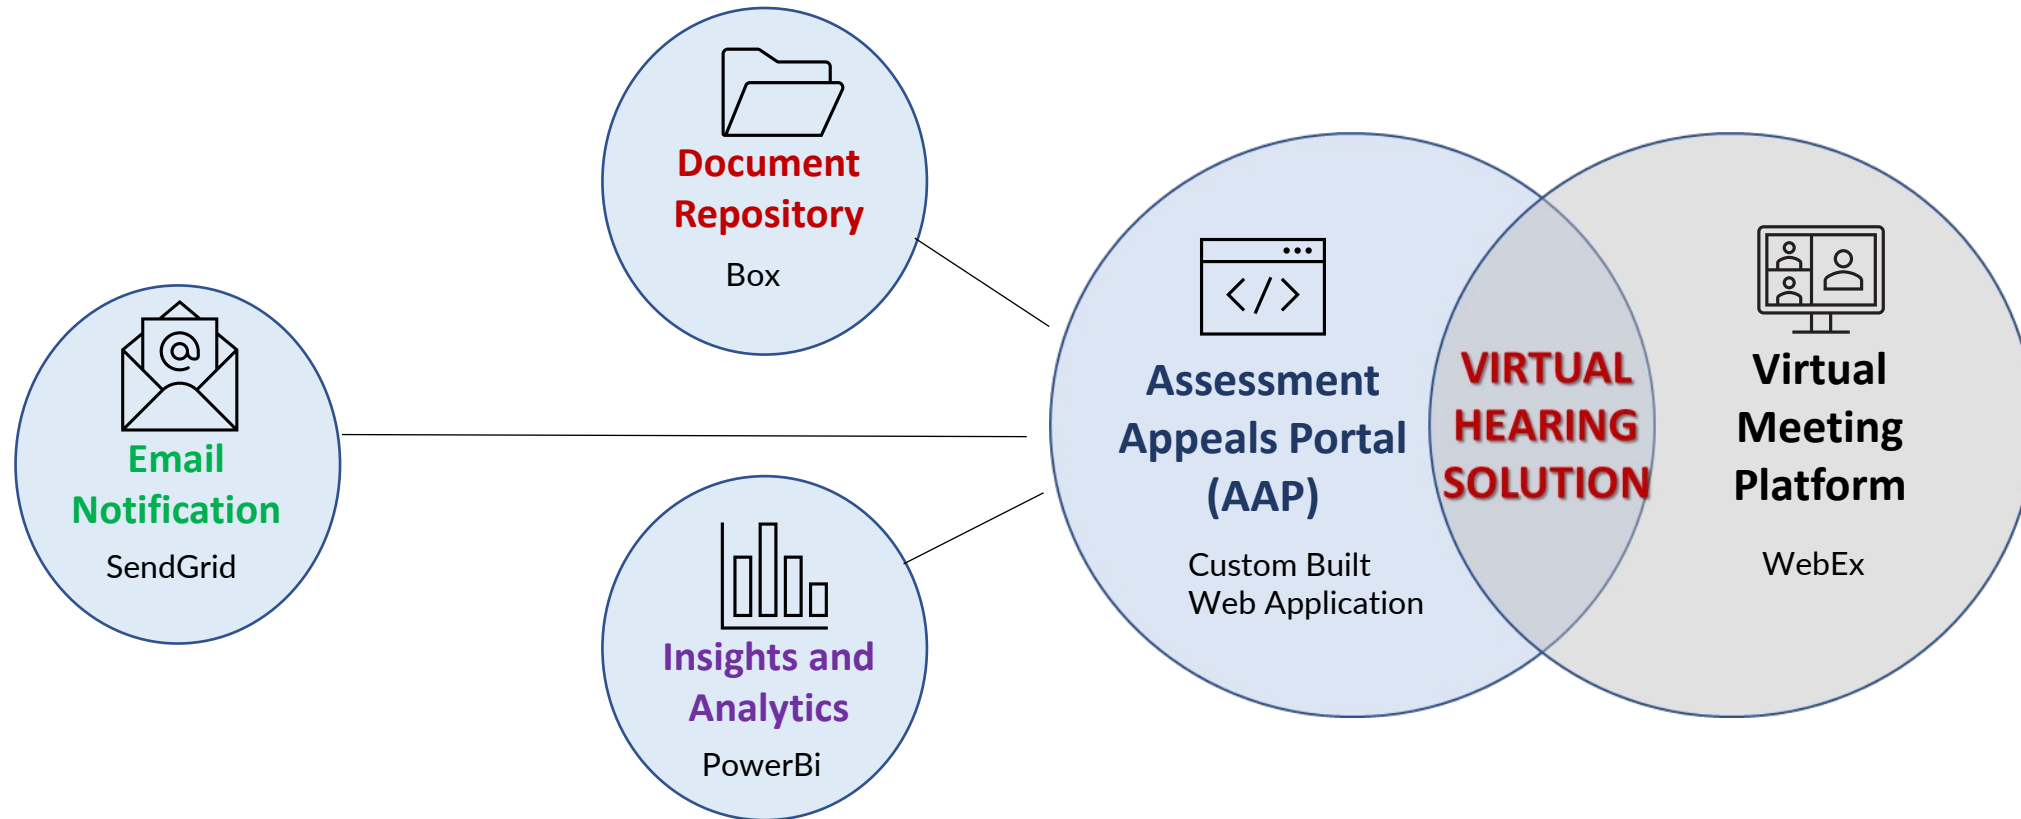 Document
Repository
Box
Email
Notification
SendGrid
Insights and
Analytics
PowerBi
Assessment
Appeals Portal
(AAP)
Custom Built
Web Application
VIRTUAL
HEARING
SOLUTION
Virtual
Meeting
Platform
WebEx